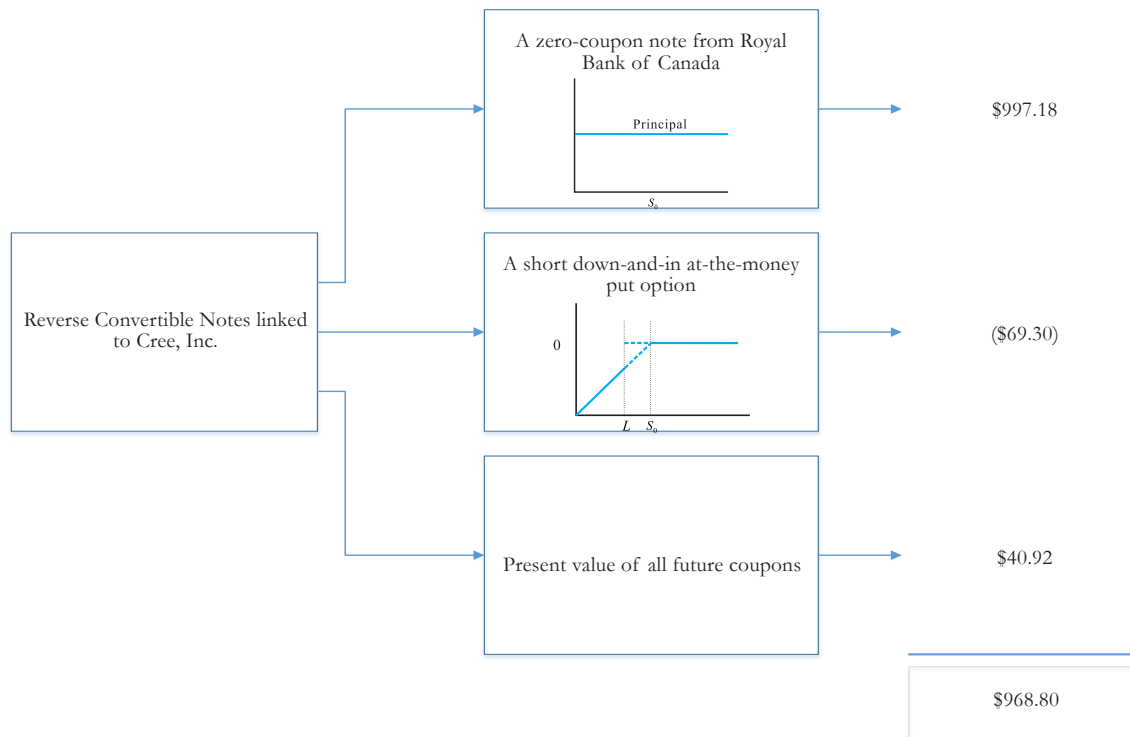 A zero-coupon note from Royal
Bank of Canada
Principal
S₀
$997.18
Reverse Convertible Notes linked
to Cree, Inc.
A short down-and-in at-the-money
put option
0
L S₀
($69.30)
Present value of all future coupons
$40.92
$968.80